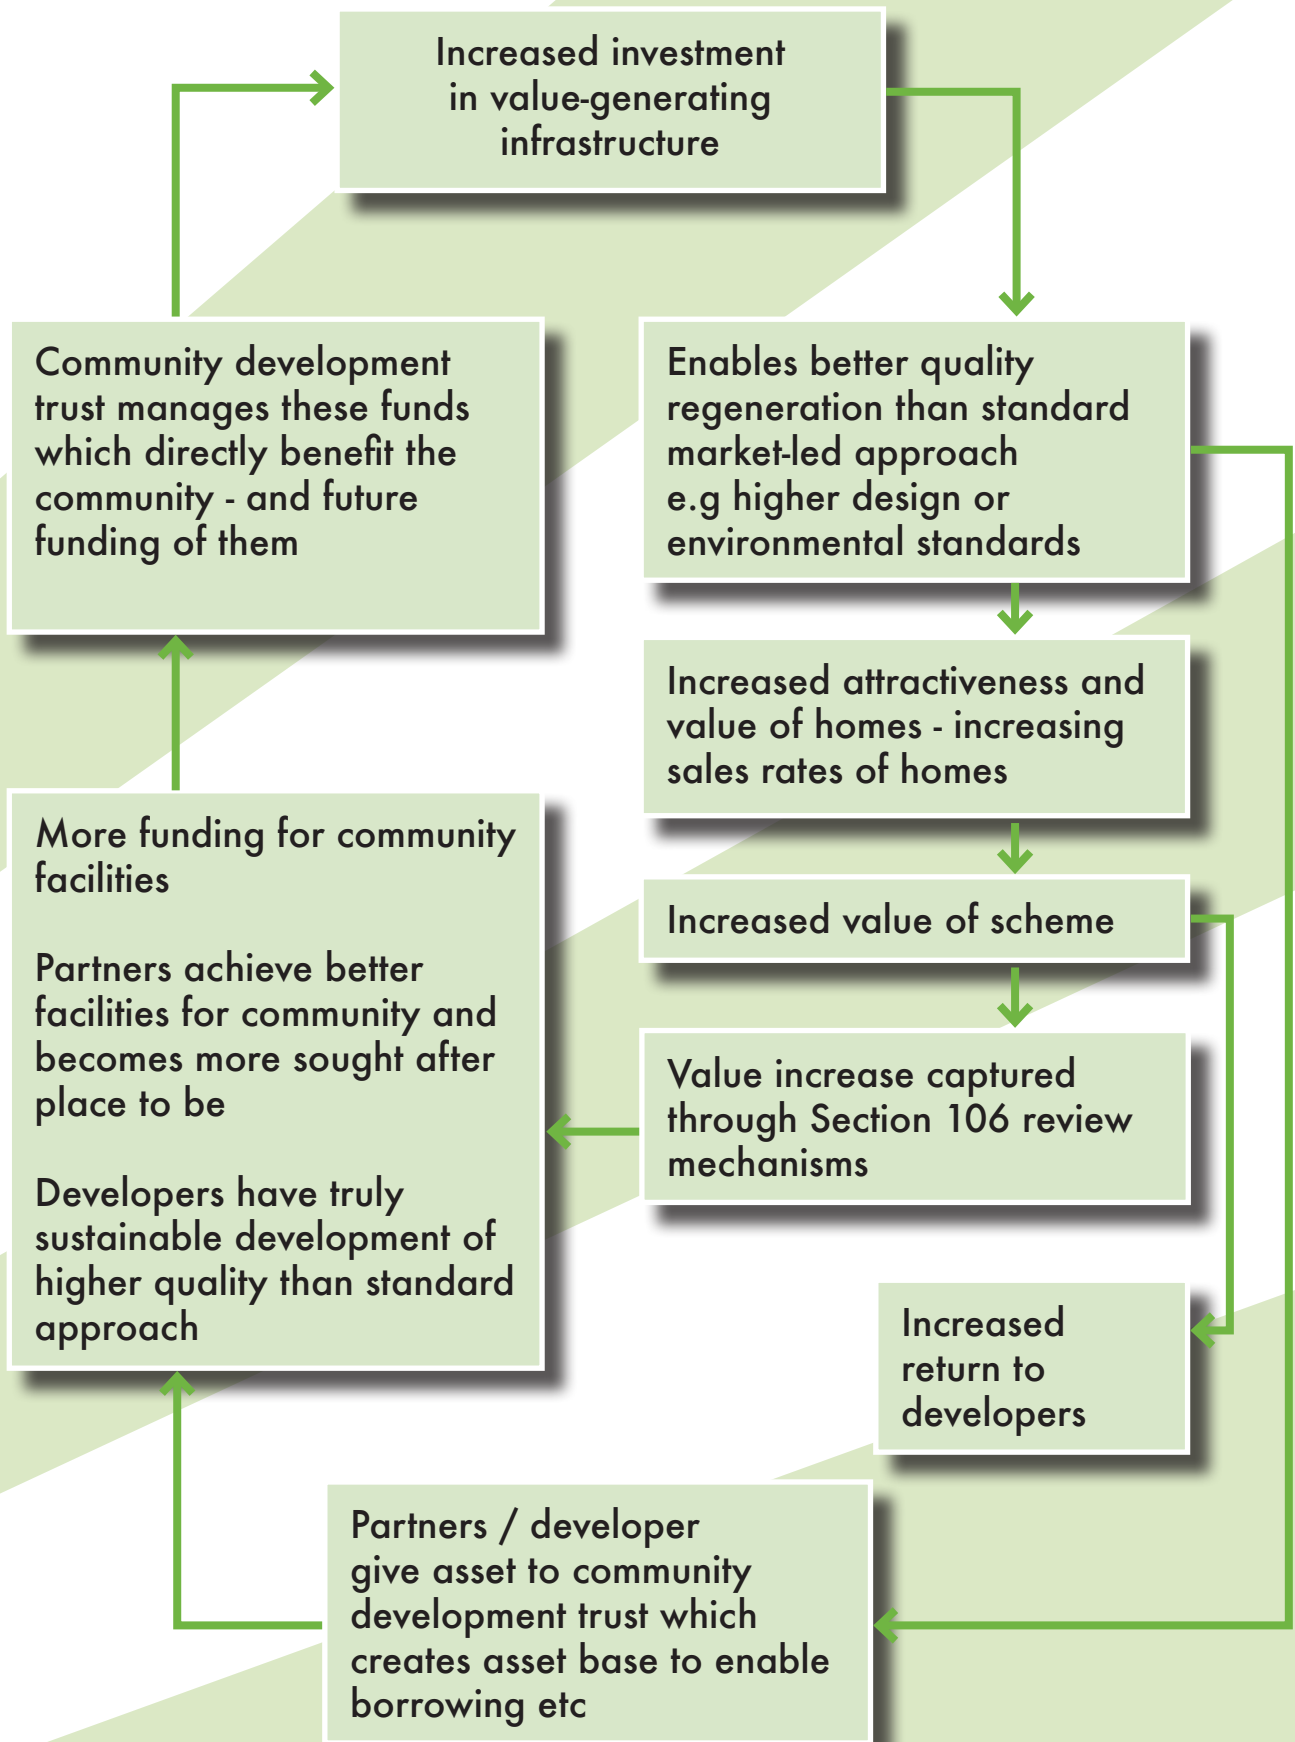 Increased investment
in value-generating
infrastructure
Community development
trust manages these funds
which directly benefit the
community - and future
funding of them
Enables better quality
regeneration than standard
market-led approach
e.g higher design or
environmental standards
Increased attractiveness and
value of homes - increasing
sales rates of homes
More funding for community
facilities
Partners achieve better
facilities for community and
becomes more sought after
place to be
Developers have truly
sustainable development of
higher quality than standard
approach
Increased value of scheme
Value increase captured
through Section 106 review
mechanisms
Increased
return to
developers
Partners / developer
give asset to community
development trust which
creates asset base to enable
borrowing etc